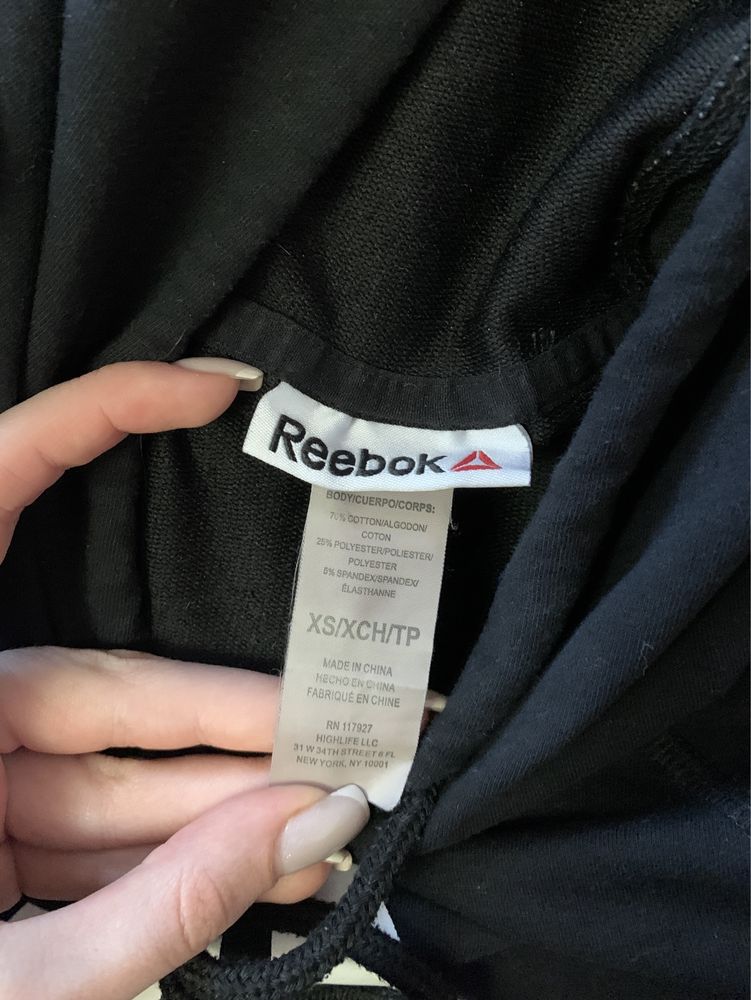 Reebok
BODY/CUERPO/CORPS:
COTTON/ALGODON/
COTON
25% POLYESTER/POLIESTER/
POLYESTER
5% SPANDEX/SPANDEX/
ÉLASTHANNE
XS/XCH/TP
MADE IN CHINA
HECHO EN CHINA
FABRIQUÉ EN CHINE
RN 117927
HIGHLIFE LLC
31 W 34TH STREET 6 FL
NEW YORK, NY 10001